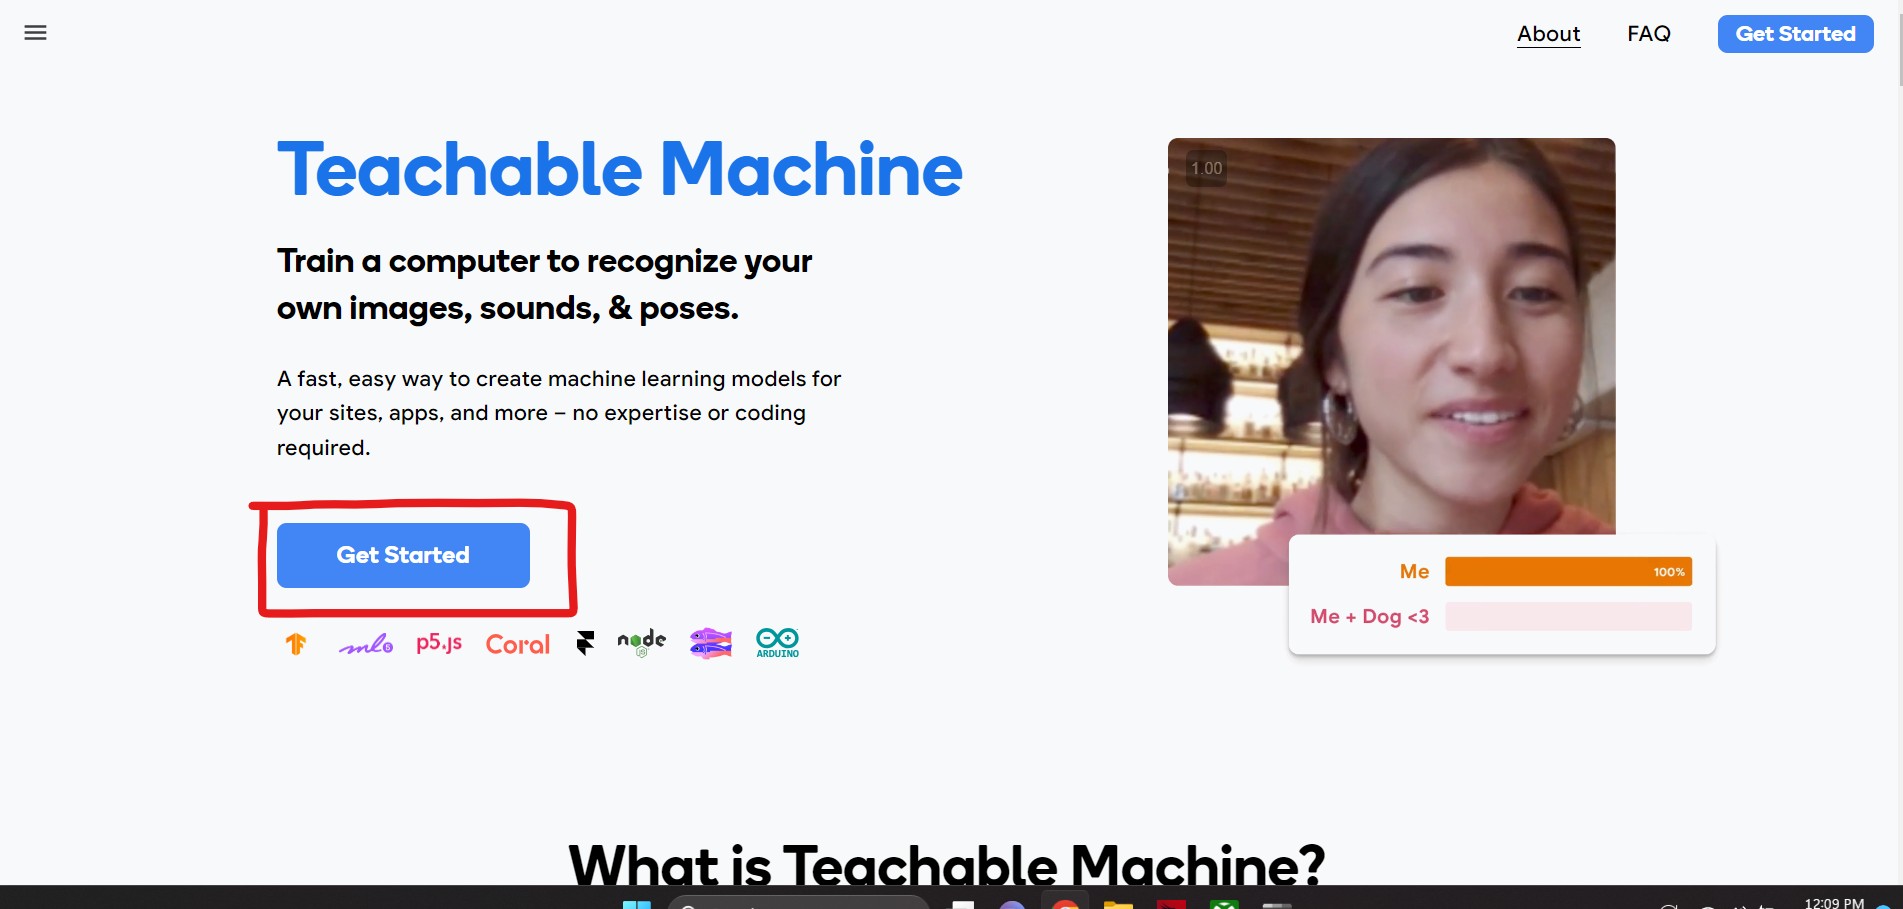 About
FAQ
Get Started
Teachable Machine
Train a computer to recognize your
own images, sounds, & poses.
A fast, easy way to create machine learning models for
your sites, apps, and more – no expertise or coding
required.
Get Started
p5.js
Coral
node
JS
ARDUINO
1.00
Me
100%
Me + Dog <3
What is Teachable Machine?
12:09 PM